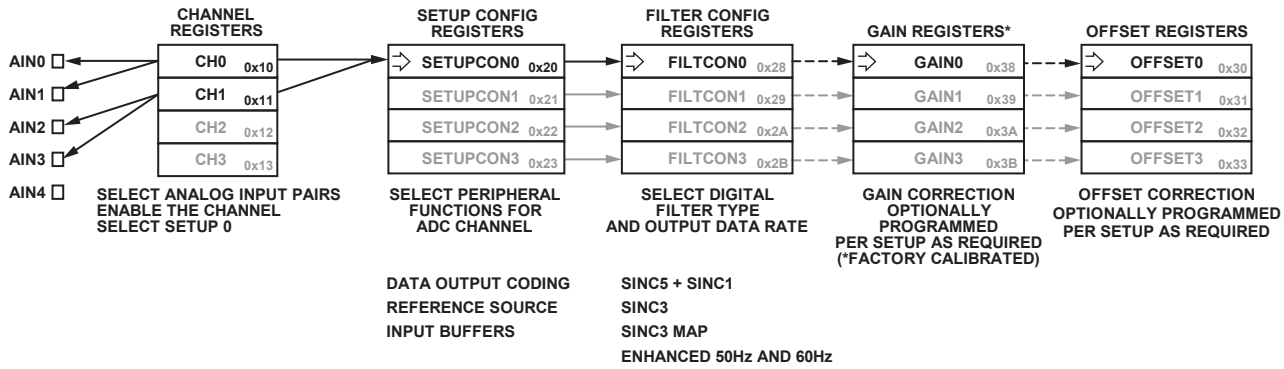 CHANNEL
REGISTERS
SETUP CONFIG
REGISTERS
FILTER CONFIG
REGISTERS
GAIN REGISTERS*
OFFSET REGISTERS
AIN0
AIN1
AIN2
AIN3
AIN4
CH0 0x10
CH1 0x11
CH2 0x12
CH3 0x13
SETUPCON0 0x20
SETUPCON1 0x21
SETUPCON2 0x22
SETUPCON3 0x23
FILTCON0 0x28
FILTCON1 0x29
FILTCON2 0x2A
FILTCON3 0x2B
GAIN0 0x38
GAIN1 0x39
GAIN2 0x3A
GAIN3 0x3B
OFFSET0 0x30
OFFSET1 0x31
OFFSET2 0x32
OFFSET3 0x33
SELECT ANALOG INPUT PAIRS
ENABLE THE CHANNEL
SELECT SETUP 0
SELECT PERIPHERAL
FUNCTIONS FOR
ADC CHANNEL
SELECT DIGITAL
FILTER TYPE
AND OUTPUT DATA RATE
GAIN CORRECTION
OPTIONALLY
PROGRAMMED
PER SETUP AS REQUIRED
(*FACTORY CALIBRATED)
OFFSET CORRECTION
OPTIONALLY PROGRAMMED
PER SETUP AS REQUIRED
DATA OUTPUT CODING
REFERENCE SOURCE
INPUT BUFFERS
SINC5 + SINC1
SINC3
SINC3 MAP
ENHANCED 50Hz AND 60Hz